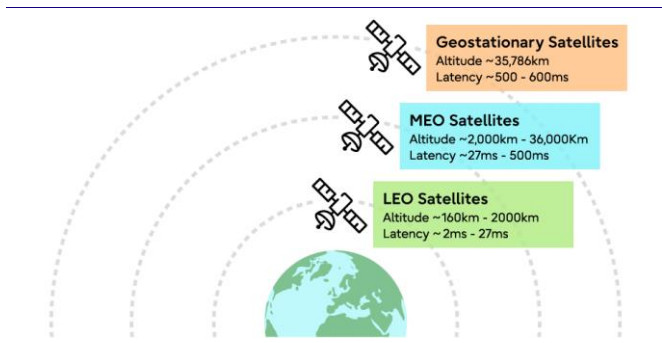 Geostationary Satellites
Altitude ~35,786km
Latency ~500 - 600ms
MEO Satellites
Altitude ~2,000km - 36,000Km
Latency ~27ms - 500ms
LEO Satellites
Altitude ~160km - 2000km
Latency ~ 2ms - 27ms